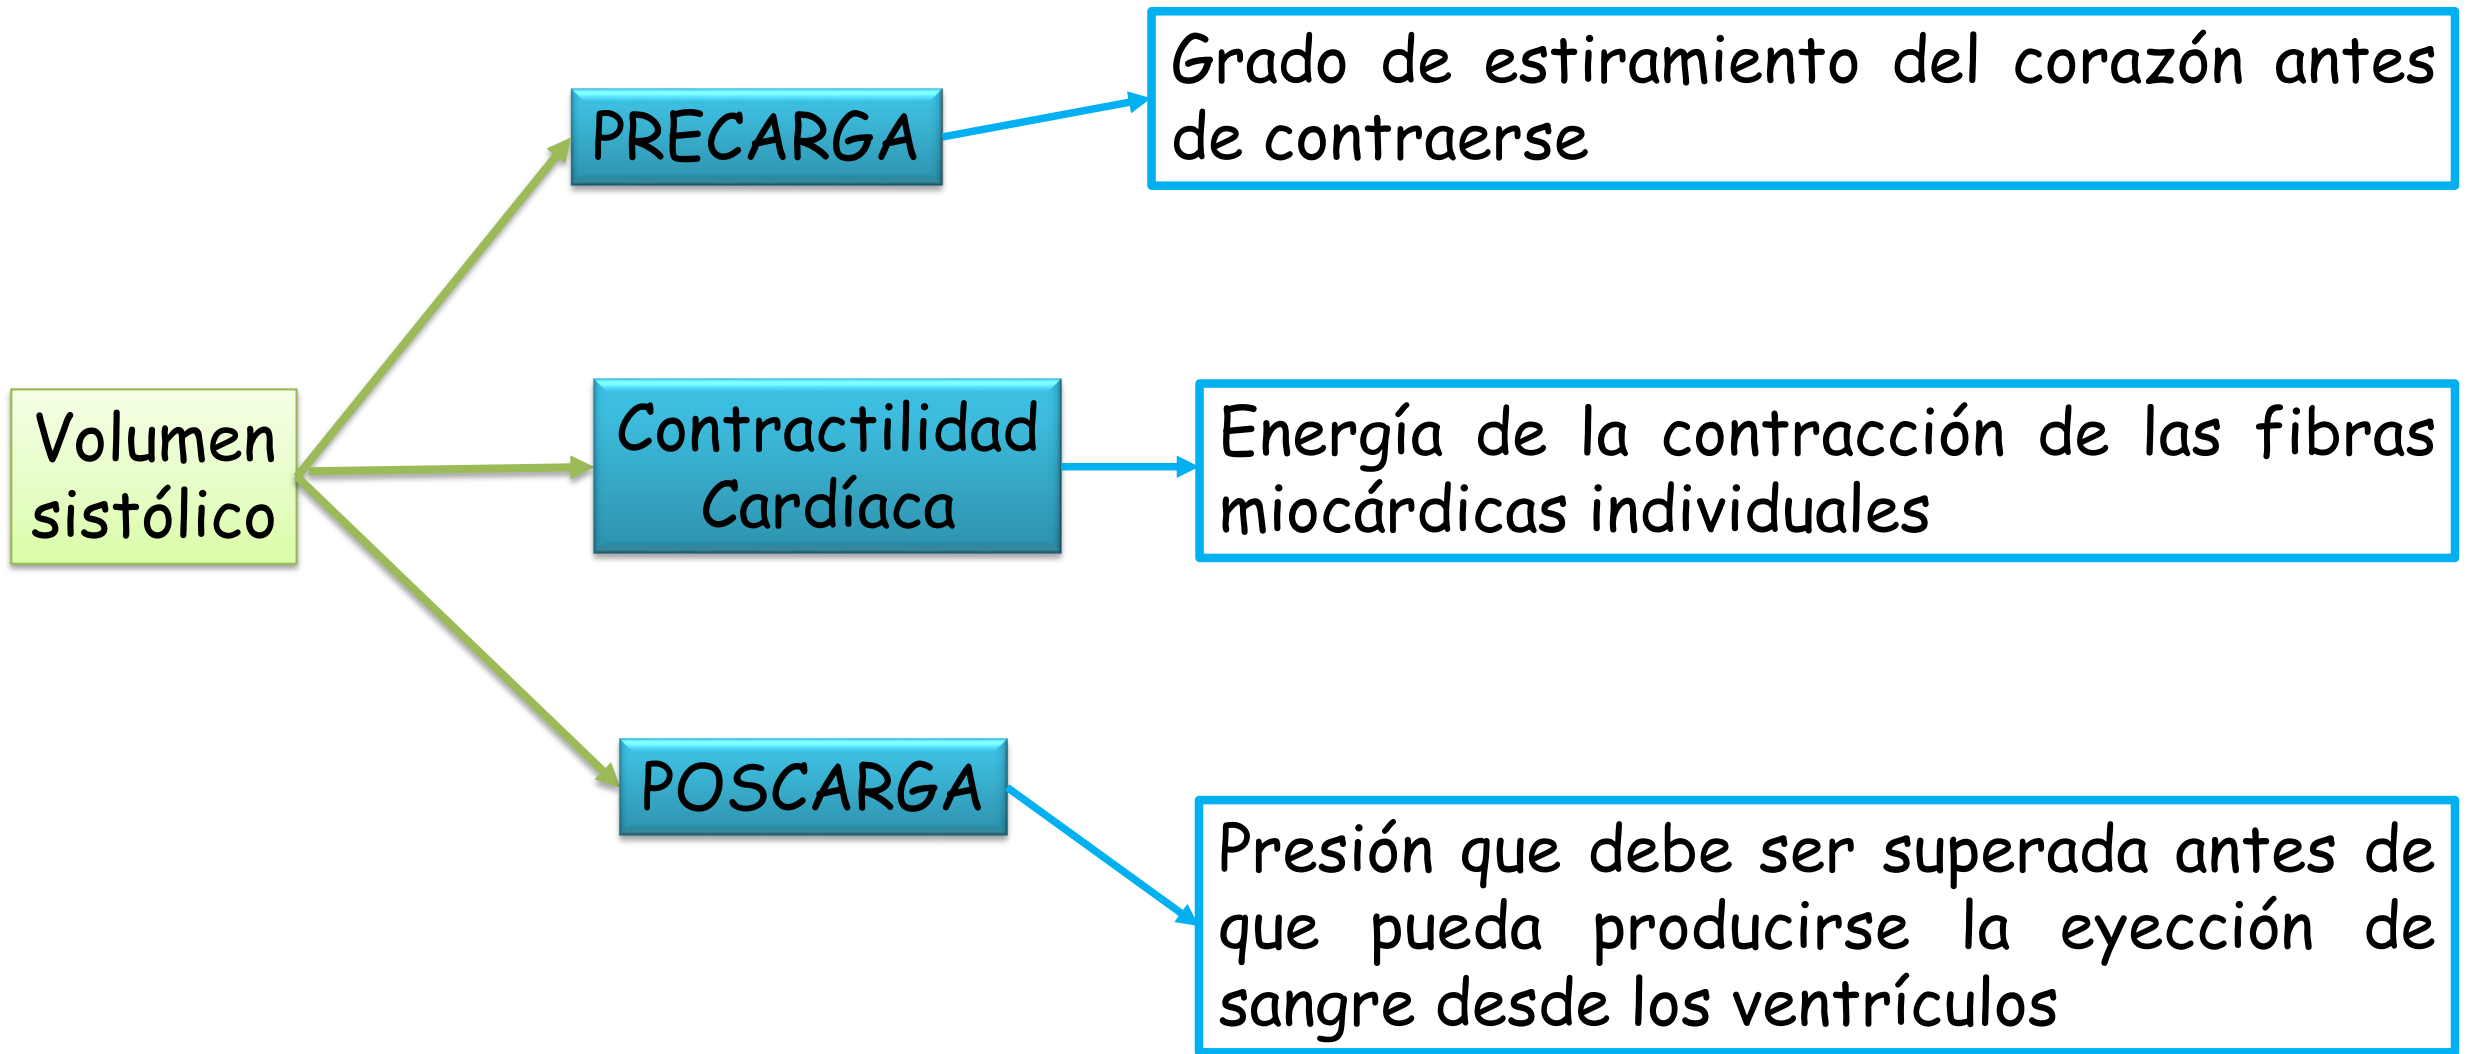 PRECARGA
Grado de estiramiento del corazón antes
de contraerse
Volumen
sistólico
Contractilidad
Cardíaca
Energía de la contracción de las fibras
miocárdicas individuales
POSCARGA
Presión que debe ser superada antes de
que pueda producirse la eyección de
sangre desde los ventrículos